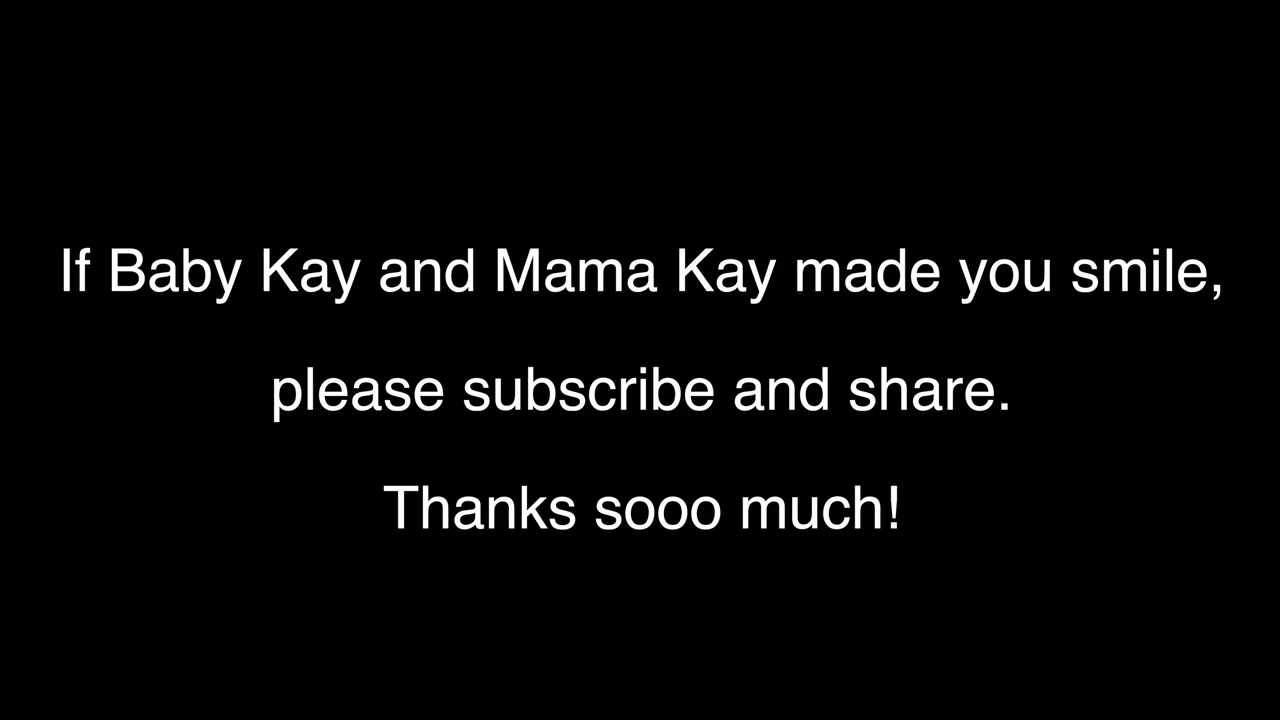 If Baby Kay and Mama Kay made you smile,
please subscribe and share.
Thanks sooo much!